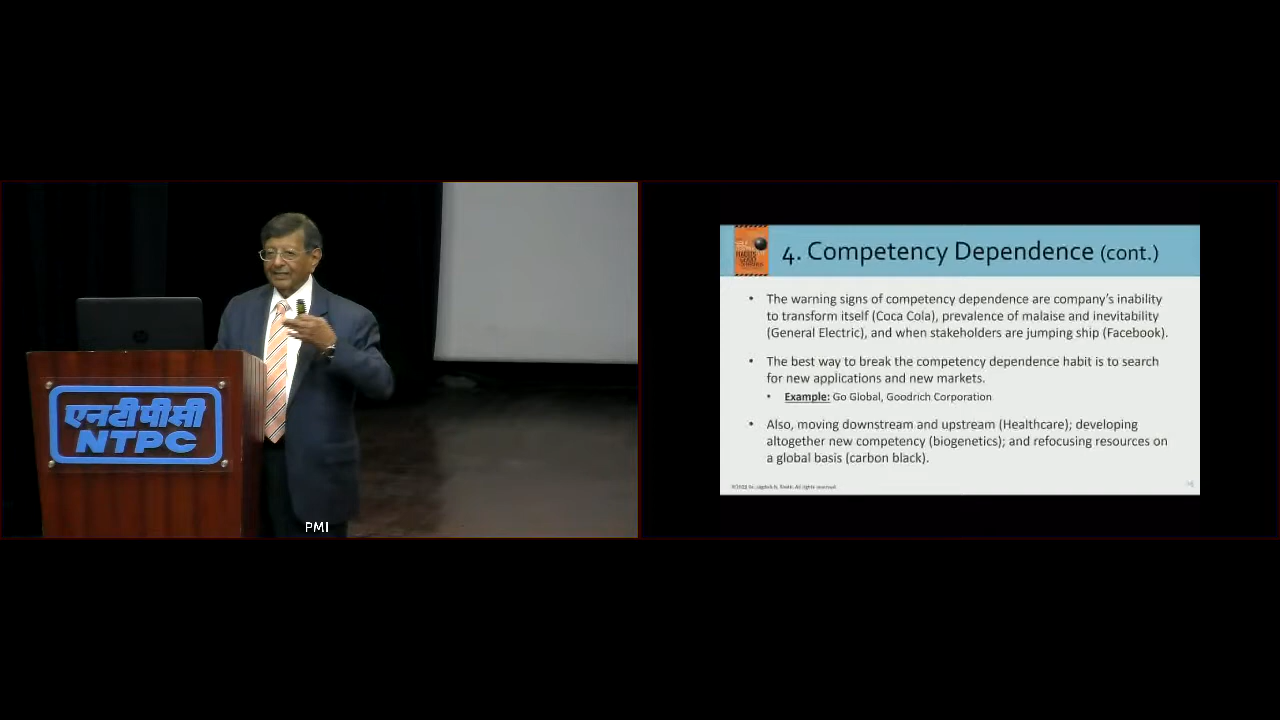 एनटीपीसी
NTPC
PMI
4. Competency Dependence (cont.)
• The warning signs of competency dependence are company's inability
to transform itself (Coca Cola), prevalence of malaise and inevitability
(General Electric), and when stakeholders are jumping ship (Facebook).
• The best way to break the competency dependence habit is to search
for new applications and new markets.
• Example: Go Global, Goodrich Corporation
• Also, moving downstream and upstream (Healthcare); developing
altogether new competency (biogenetics); and refocusing resources on
a global basis (carbon black).